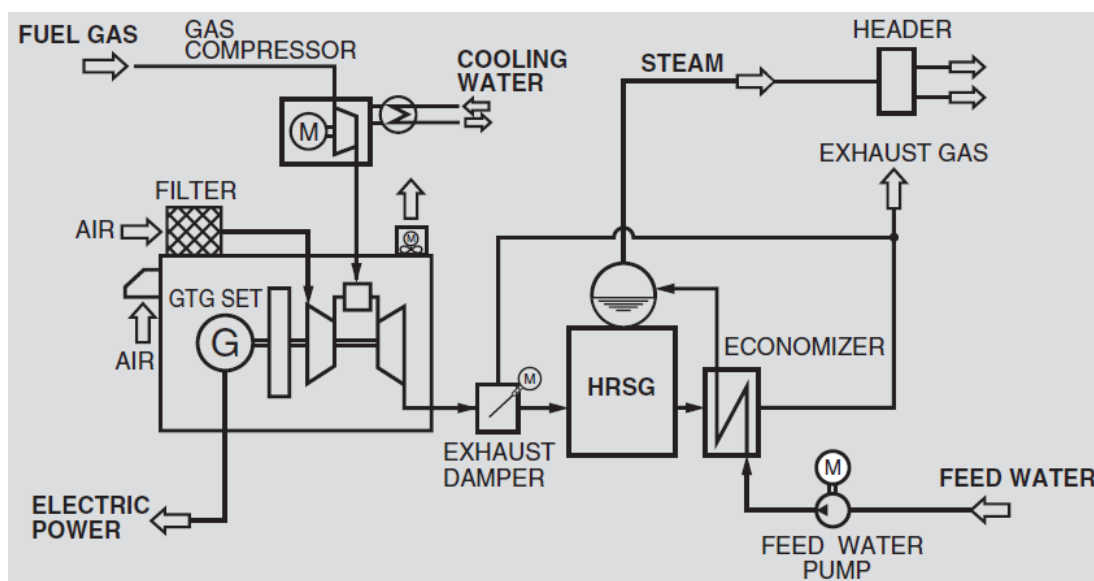 FUEL GAS
GAS
COMPRESSOR
COOLING
WATER
STEAM
HEADER
M
EXHAUST GAS
FILTER
AIR
M
GTG SET
G
AIR
M
HRSG
ECONOMIZER
EXHAUST
DAMPER
M
ELECTRIC
POWER
FEED WATER
FEED WATER
PUMP